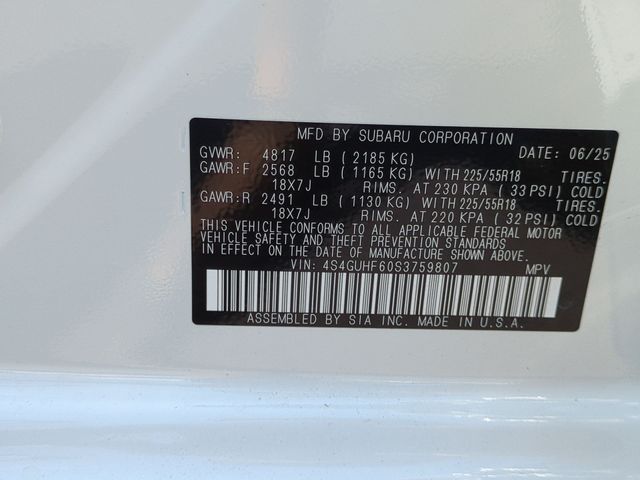 MFD BY SUBARU CORPORATION
GVWR: 4817 LB ( 2185 KG) DATE: 06/25
GAWR:F 2568 LB ( 1165 KG) WITH 225/55R18 TIRES.
18X7J RIMS. AT 230 KPA ( 33 PSI) COLD
GAWR:R 2491 LB ( 1130 KG) WITH 225/55R18 TIRES.
18X7J RIMS. AT 220 KPA ( 32 PSI) COLD
THIS VEHICLE CONFORMS TO ALL APPLICABLE FEDERAL MOTOR
VEHICLE SAFETY AND THEFT PREVENTION STANDARDS
IN EFFECT ON THE DATE OF MANUFACTURE SHOWN ABOVE.
VIN: 4S4GUHF60S3759807 MPV
ASSEMBLED BY SIA INC. MADE IN U.S.A.